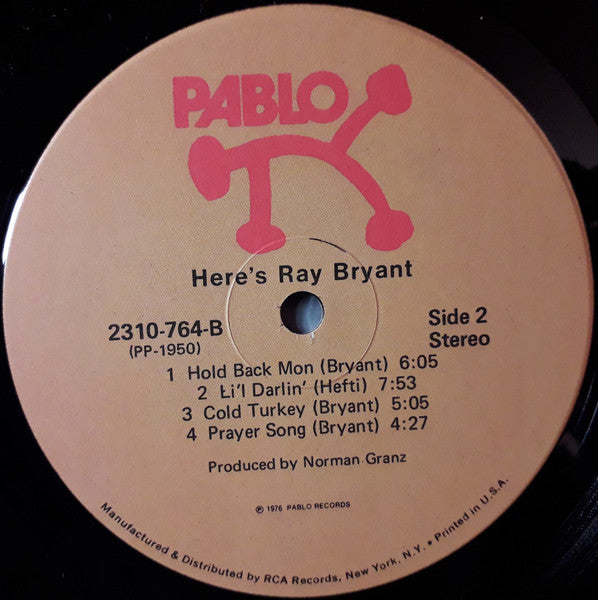 PABLO
Here's Ray Bryant
2310-764-B
(PP-1950)
Side 2
Stereo
1 Hold Back Mon (Bryant) 6:05
2 Łi'l Darlin' (Hefti) 7:53
3 Cold Turkey (Bryant) 5:05
4 Prayer Song (Bryant) 4:27
Produced by Norman Granz
℗ 1976 PABLO RECORDS
Manufactured & Distributed by RCA Records, New York, N.Y. • Printed in U.S.A.